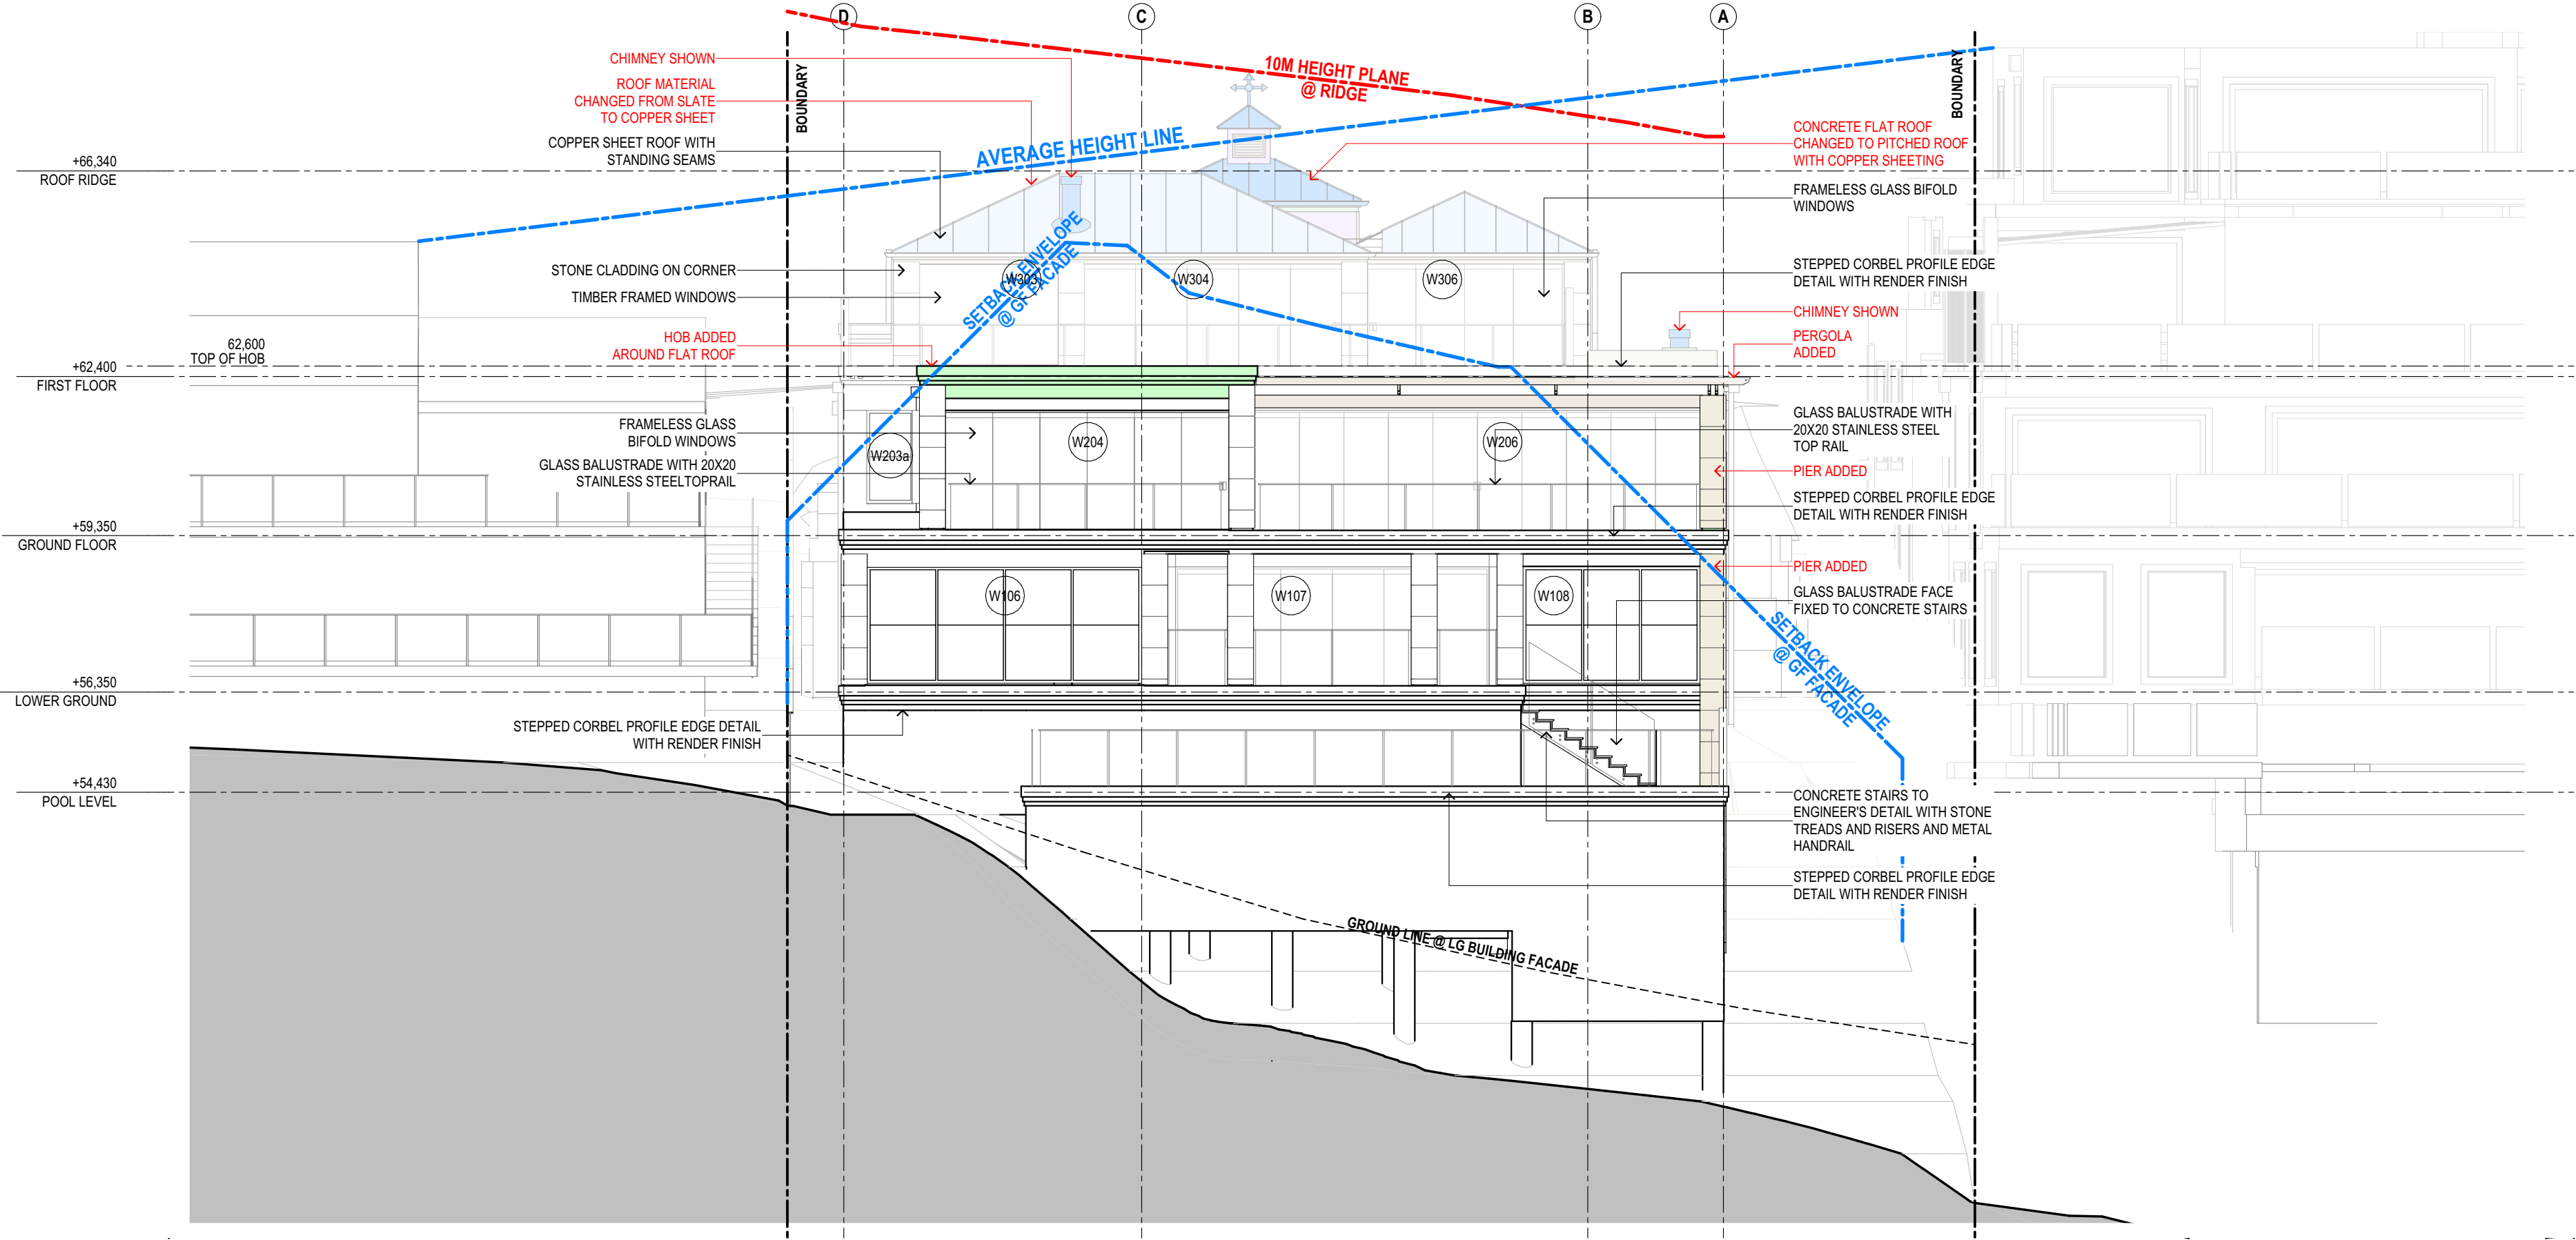 D
C
B
A
10M HEIGHT PLANE
@ RIDGE
AVERAGE HEIGHT LINE
BOUNDARY
BOUNDARY
CHIMNEY SHOWN
ROOF MATERIAL
CHANGED FROM SLATE
TO COPPER SHEET
COPPER SHEET ROOF WITH
STANDING SEAMS
STONE CLADDING ON CORNER
TIMBER FRAMED WINDOWS
HOB ADDED
AROUND FLAT ROOF
FRAMELESS GLASS
BIFOLD WINDOWS
GLASS BALUSTRADE WITH 20X20
STAINLESS STEELTOPRAIL
STEPPED CORBEL PROFILE EDGE DETAIL
WITH RENDER FINISH
+66,340
ROOF RIDGE
62,600
TOP OF HOB
+62,400
FIRST FLOOR
+59,350
GROUND FLOOR
+56,350
LOWER GROUND
+54,430
POOL LEVEL
SETBACK ENVELOPE
@ GF FACADE
W303
W304
W306
W203a
W204
W206
W106
W107
W108
CONCRETE FLAT ROOF
CHANGED TO PITCHED ROOF
WITH COPPER SHEETING
FRAMELESS GLASS BIFOLD
WINDOWS
STEPPED CORBEL PROFILE EDGE
DETAIL WITH RENDER FINISH
CHIMNEY SHOWN
PERGOLA
ADDED
GLASS BALUSTRADE WITH
20X20 STAINLESS STEEL
TOP RAIL
PIER ADDED
STEPPED CORBEL PROFILE EDGE
DETAIL WITH RENDER FINISH
PIER ADDED
GLASS BALUSTRADE FACE
FIXED TO CONCRETE STAIRS
SETBACK ENVELOPE
@ GF FACADE
CONCRETE STAIRS TO
ENGINEER'S DETAIL WITH STONE
TREADS AND RISERS AND METAL
HANDRAIL
STEPPED CORBEL PROFILE EDGE
DETAIL WITH RENDER FINISH
GROUND LINE @ LG BUILDING FACADE